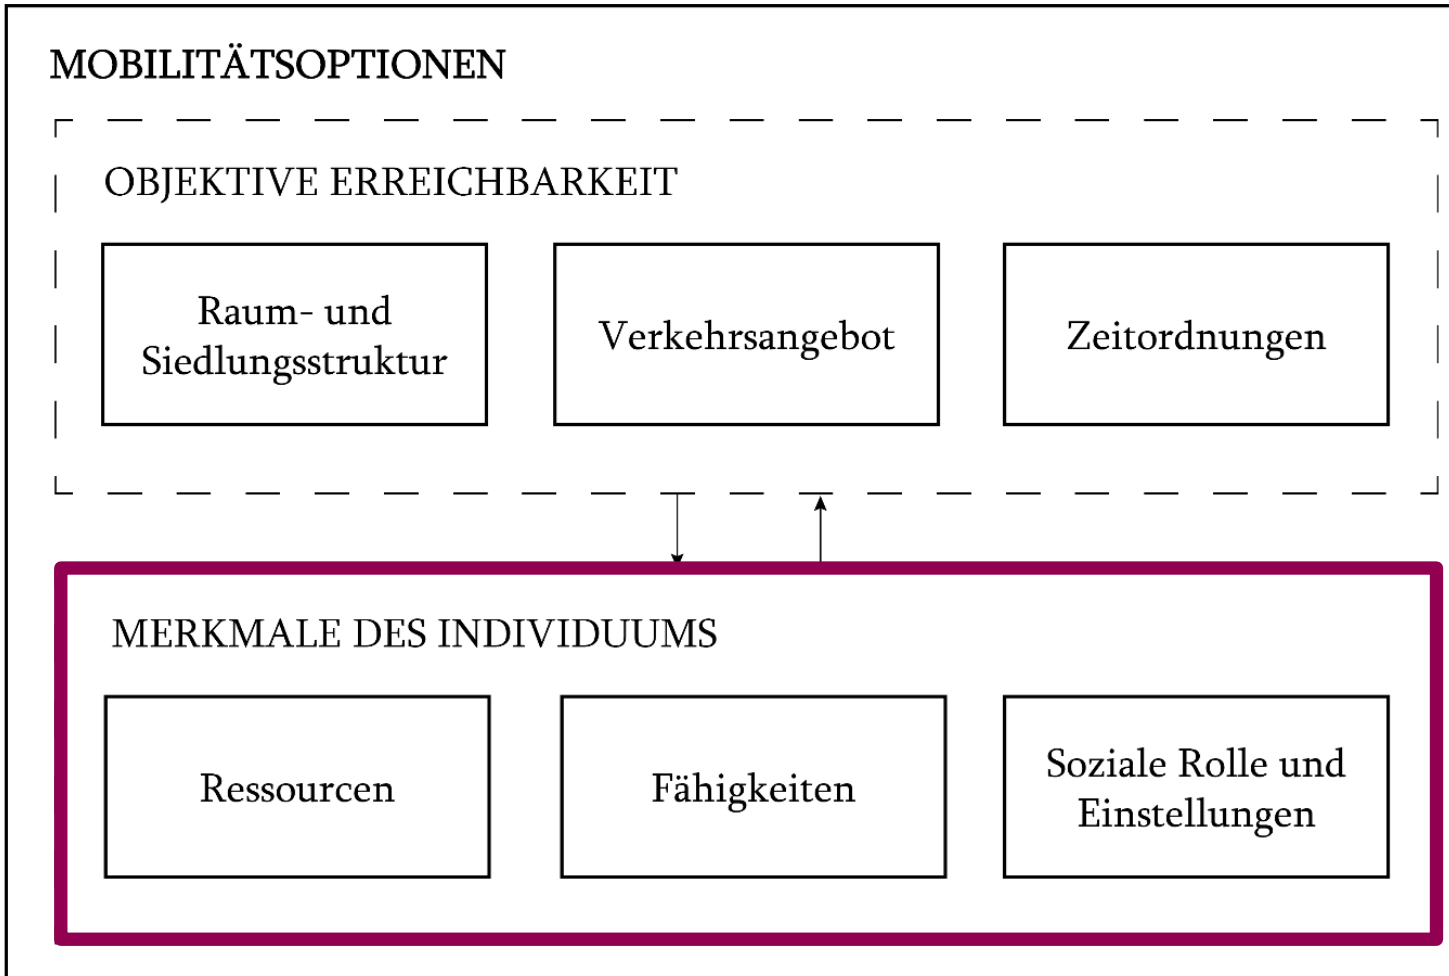 MOBILITÄTSOPTIONEN
OBJEKTIVE ERREICHBARKEIT
Raum- und
Siedlungsstruktur
Verkehrsangebot
Zeitordnungen
MERKMALE DES INDIVIDUUMS
Ressourcen
Fähigkeiten
Soziale Rolle und
Einstellungen